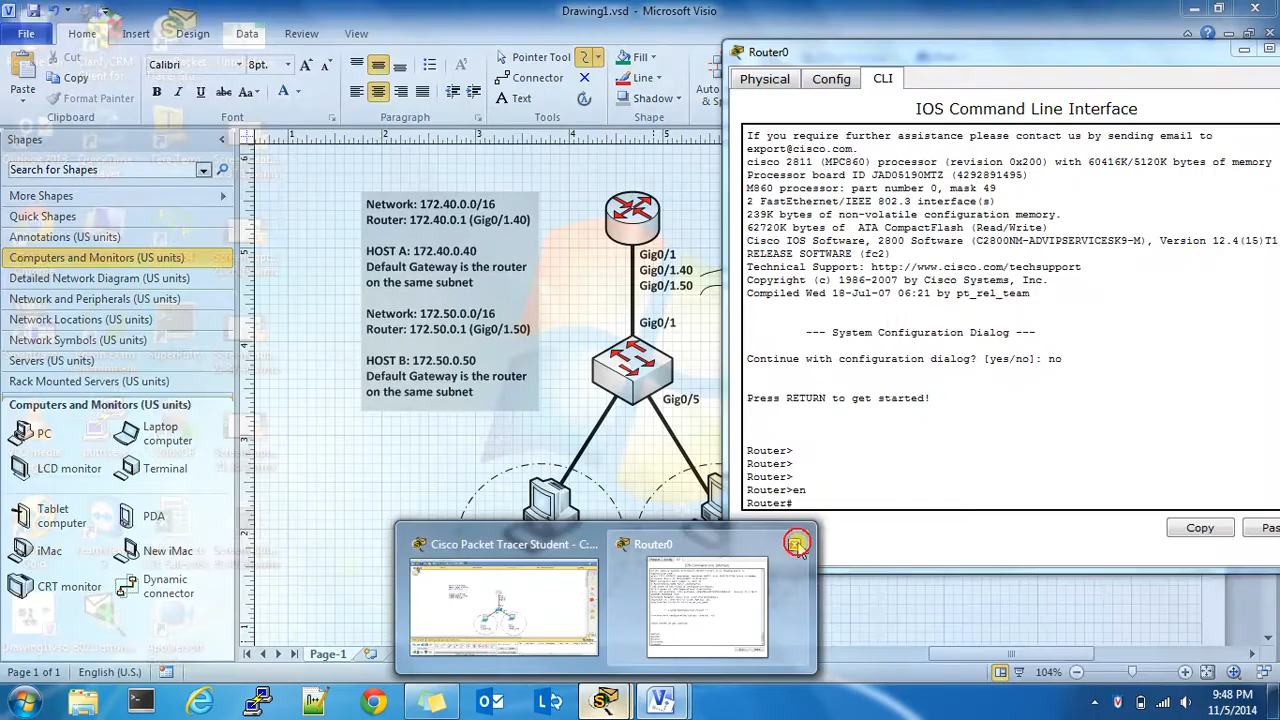 Drawing1.vsd - Microsoft Visio
File
Home
Insert
Design
Data
Review
View
Paste
Cut
Copy
Format Painter
Clipboard
Calibri
8pt.
B I U abc Aa A
Font
Paragraph
Pointer Tool
Connector
Text
Tools
Fill
Line
Shadow
Shape
Auto
& S
Shapes
Search for Shapes
More Shapes
Quick Shapes
Annotations (US units)
Computers and Monitors (US units)
Detailed Network Diagram (US units)
Network and Peripherals (US units)
Network Locations (US units)
Network Symbols (US units)
Servers (US units)
Rack Mounted Servers (US units)
Computers and Monitors (US units)
PC
Laptop
computer
LCD monitor
Terminal
Tablet
computer
PDA
iMac
New iMac
CRT monitor
Dynamic
connector
Network: 172.40.0.0/16
Router: 172.40.0.1 (Gig0/1.40)
HOST A: 172.40.0.40
Default Gateway is the router
on the same subnet
Network: 172.50.0.0/16
Router: 172.50.0.1 (Gig0/1.50)
HOST B: 172.50.0.50
Default Gateway is the router
on the same subnet
Gig0/1
Gig0/1.40
Gig0/1.50
Gig0/1
Gig0/5
Router0
Physical
Config
CLI
IOS Command Line Interface
If you require further assistance please contact us by sending email to
export@cisco.com.
cisco 2811 (MPC860) processor (revision 0x200) with 60416K/5120K bytes of memory
Processor board ID JAD05190MTZ (4292891495)
M860 processor: part number 0, mask 49
2 FastEthernet/IEEE 802.3 interface(s)
239K bytes of non-volatile configuration memory.
62720K bytes of ATA CompactFlash (Read/Write)
Cisco IOS Software, 2800 Software (C2800NM-ADVIPSERVICESK9-M), Version 12.4(15)T1
RELEASE SOFTWARE (fc2)
Technical Support: http://www.cisco.com/techsupport
Copyright (c) 1986-2007 by Cisco Systems, Inc.
Compiled Wed 18-Jul-07 06:21 by pt_rel_team
--- System Configuration Dialog ---
Continue with configuration dialog? [yes/no]: no
Press RETURN to get started!
Router>
Router>
Router>
Router>en
Router#
Copy
Pas
Cisco Packet Tracer Student - C:...
Router0
Page-1
Page 1 of 1
English (U.S.)
104%
9:48 PM
11/5/2014